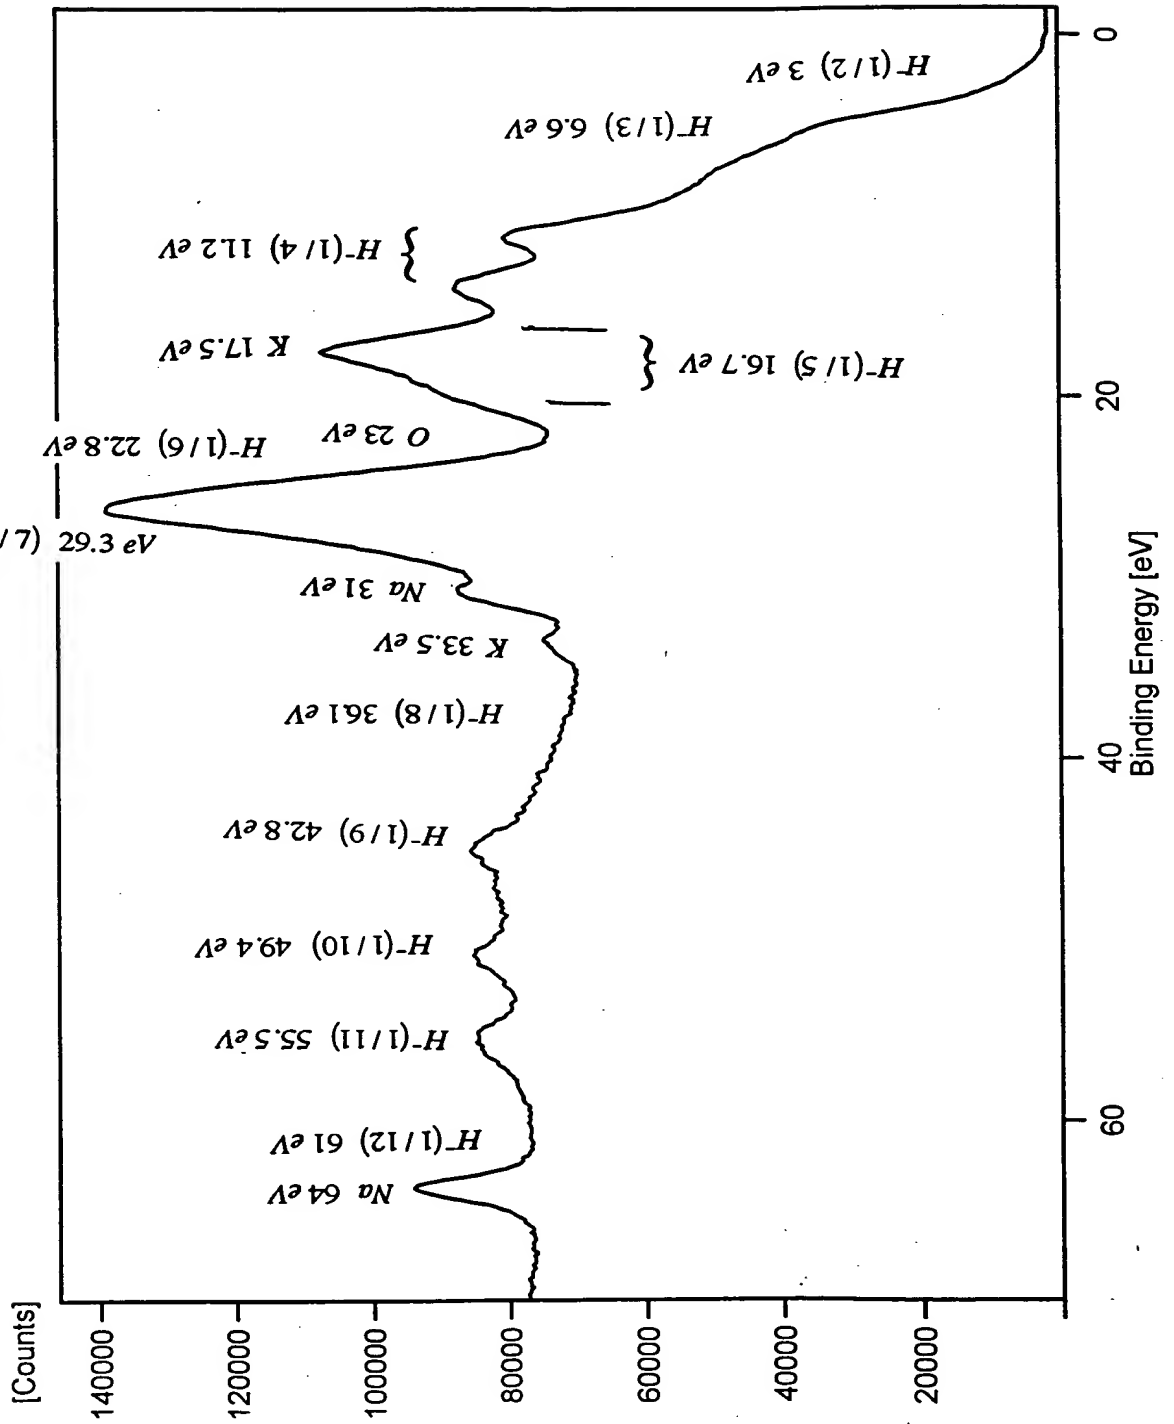 [Counts]
140000
120000
100000
80000
60000
40000
20000
Na 64 eV
H⁻(1/12) 61 eV
H⁻(1/11) 55.5 eV
H⁻(1/10) 49.4 eV
H⁻(1/9) 42.8 eV
H⁻(1/8) 36.1 eV
K 33.5 eV
Na 31 eV
/7) 29.3 eV
H⁻(1/6) 22.8 eV
O 23 eV
K 17.5 eV
H⁻(1/5) 16.7 eV
H⁻(1/4) 11.2 eV
H⁻(1/3) 6.6 eV
H⁻(1/2) 3 eV
60
40
20
0
Binding Energy [eV]